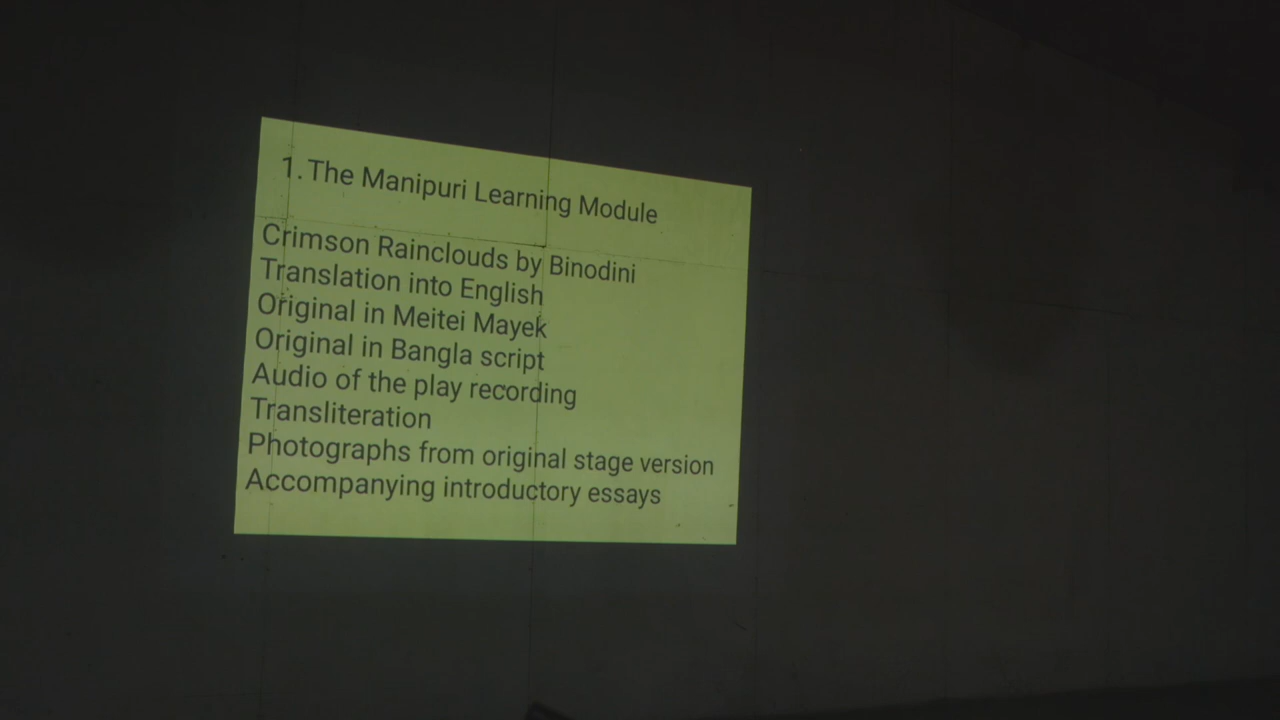 1. The Manipuri Learning Module
Crimson Rainclouds by Binodini
Translation into English
Original in Meitei Mayek
Original in Bangla script
Audio of the play recording
Transliteration
Photographs from original stage version
Accompanying introductory essays